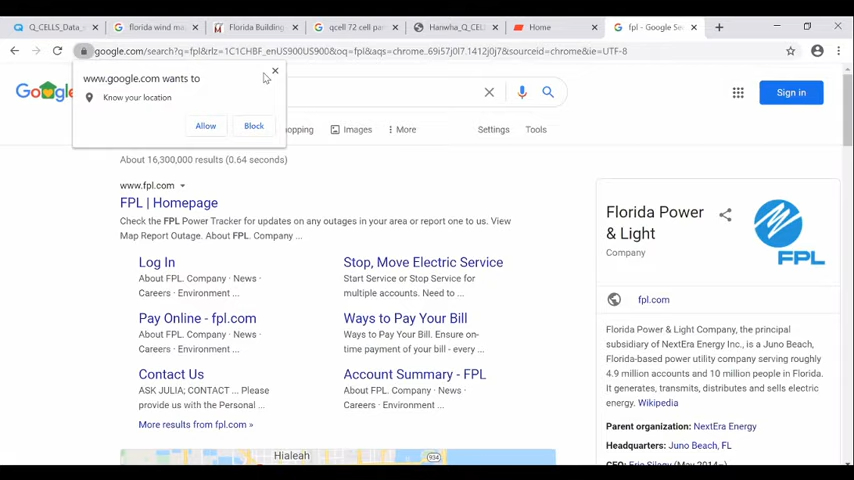 Q_CELLS_Data_
florida wind ma
Florida Building
qcell 72 cell pan
Hanwha_Q_CELL
Home
fpl - Google Sea
google.com/search?q=fpl&rlz=1C1CHBF_enUS900US900&oq=fpl&aqs=chrome..69i57j0l7.1412j0j7&sourceid=chrome&ie=UTF-8
www.google.com wants to
Know your location
Allow
Block
Sign in
opping
Images
More
Settings
Tools
About 16,300,000 results (0.64 seconds)
www.fpl.com
FPL | Homepage
Check the FPL Power Tracker for updates on any outages in your area or report one to us. View
Map Report Outage. About FPL. Company ...
Log In
About FPL. Company · News ·
Careers · Environment ...
Stop, Move Electric Service
Start Service or Stop Service for
multiple accounts. Need to ...
Pay Online - fpl.com
About FPL. Company · News ·
Careers · Environment ...
Ways to Pay Your Bill
Ways to Pay Your Bill. Ensure on-
time payment of your bill - every ...
Contact Us
ASK JULIA; CONTACT ... Please
provide us with the Personal ...
Account Summary - FPL
About FPL. Company · News ·
Careers · Environment ...
More results from fpl.com »
Hialeah
934
Florida Power
& Light
Company
FPL
fpl.com
Florida Power & Light Company, the principal
subsidiary of NextEra Energy Inc., is a Juno Beach,
Florida-based power utility company serving roughly
4.9 million accounts and 10 million people in Florida.
It generates, transmits, distributes and sells electric
energy. Wikipedia
Parent organization: NextEra Energy
Headquarters: Juno Beach, FL
CEO: Eric Silagy (May 2014–)